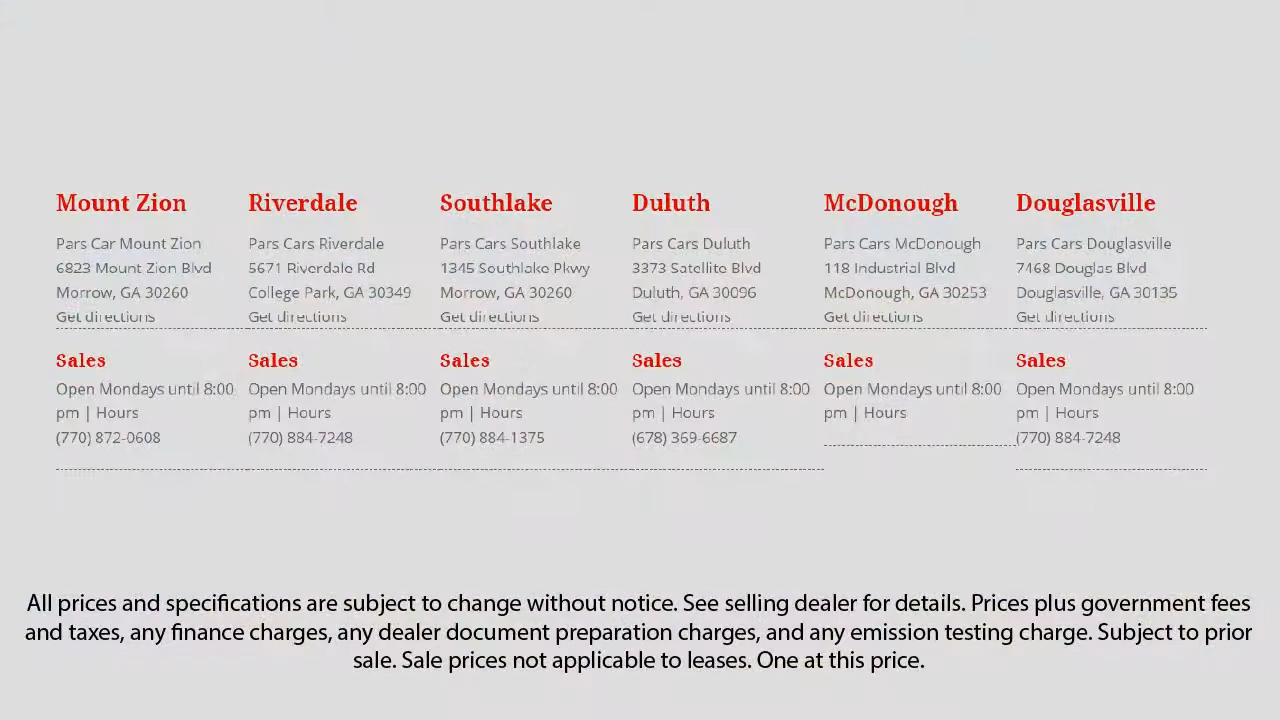 Mount Zion
Pars Car Mount Zion
6823 Mount Zion Blvd
Morrow, GA 30260
Get directions
Sales
Open Mondays until 8:00
pm | Hours
(770) 872-0608
Riverdale
Pars Cars Riverdale
5671 Riverdale Rd
College Park, GA 30349
Get directions
Sales
Open Mondays until 8:00
pm | Hours
(770) 884-7248
Southlake
Pars Cars Southlake
1345 Southlake Pkwy
Morrow, GA 30260
Get directions
Sales
Open Mondays until 8:00
pm | Hours
(770) 884-1375
Duluth
Pars Cars Duluth
3373 Satellite Blvd
Duluth, GA 30096
Get directions
Sales
Open Mondays until 8:00
pm | Hours
(678) 369-6687
McDonough
Pars Cars McDonough
118 Industrial Blvd
McDonough, GA 30253
Get directions
Sales
Open Mondays until 8:00
pm | Hours
Douglasville
Pars Cars Douglasville
7468 Douglas Blvd
Douglasville, GA 30135
Get directions
Sales
Open Mondays until 8:00
pm | Hours
(770) 884-7248
All prices and specifications are subject to change without notice. See selling dealer for details. Prices plus government fees
and taxes, any finance charges, any dealer document preparation charges, and any emission testing charge. Subject to prior
sale. Sale prices not applicable to leases. One at this price.